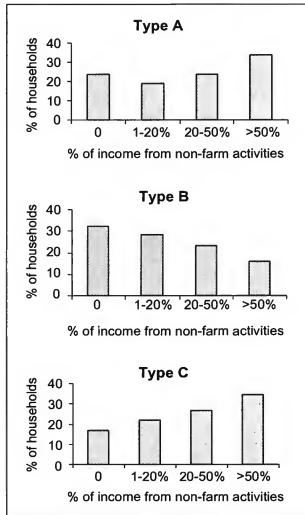 Type A
% of households
40
30
20
10
0
0 1-20% 20-50% >50%
% of income from non-farm activities
Type B
% of households
40
30
20
10
0
0 1-20% 20-50% >50%
% of income from non-farm activities
Type C
% of households
40
30
20
10
0
0 1-20% 20-50% >50%
% of income from non-farm activities